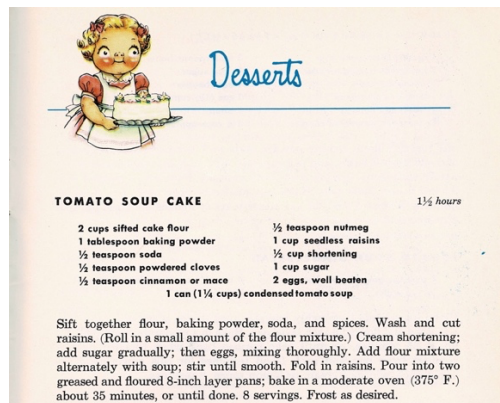 Desserts
TOMATO SOUP CAKE 1½ hours
2 cups sifted cake flour ½ teaspoon nutmeg
1 tablespoon baking powder 1 cup seedless raisins
½ teaspoon soda ½ cup shortening
½ teaspoon powdered cloves 1 cup sugar
½ teaspoon cinnamon or mace 2 eggs, well beaten
1 can (1¼ cups) condensed tomato soup
Sift together flour, baking powder, soda, and spices. Wash and cut
raisins. (Roll in a small amount of the flour mixture.) Cream shortening;
add sugar gradually; then eggs, mixing thoroughly. Add flour mixture
alternately with soup; stir until smooth. Fold in raisins. Pour into two
greased and floured 8-inch layer pans; bake in a moderate oven (375° F.)
about 35 minutes, or until done. 8 servings. Frost as desired.